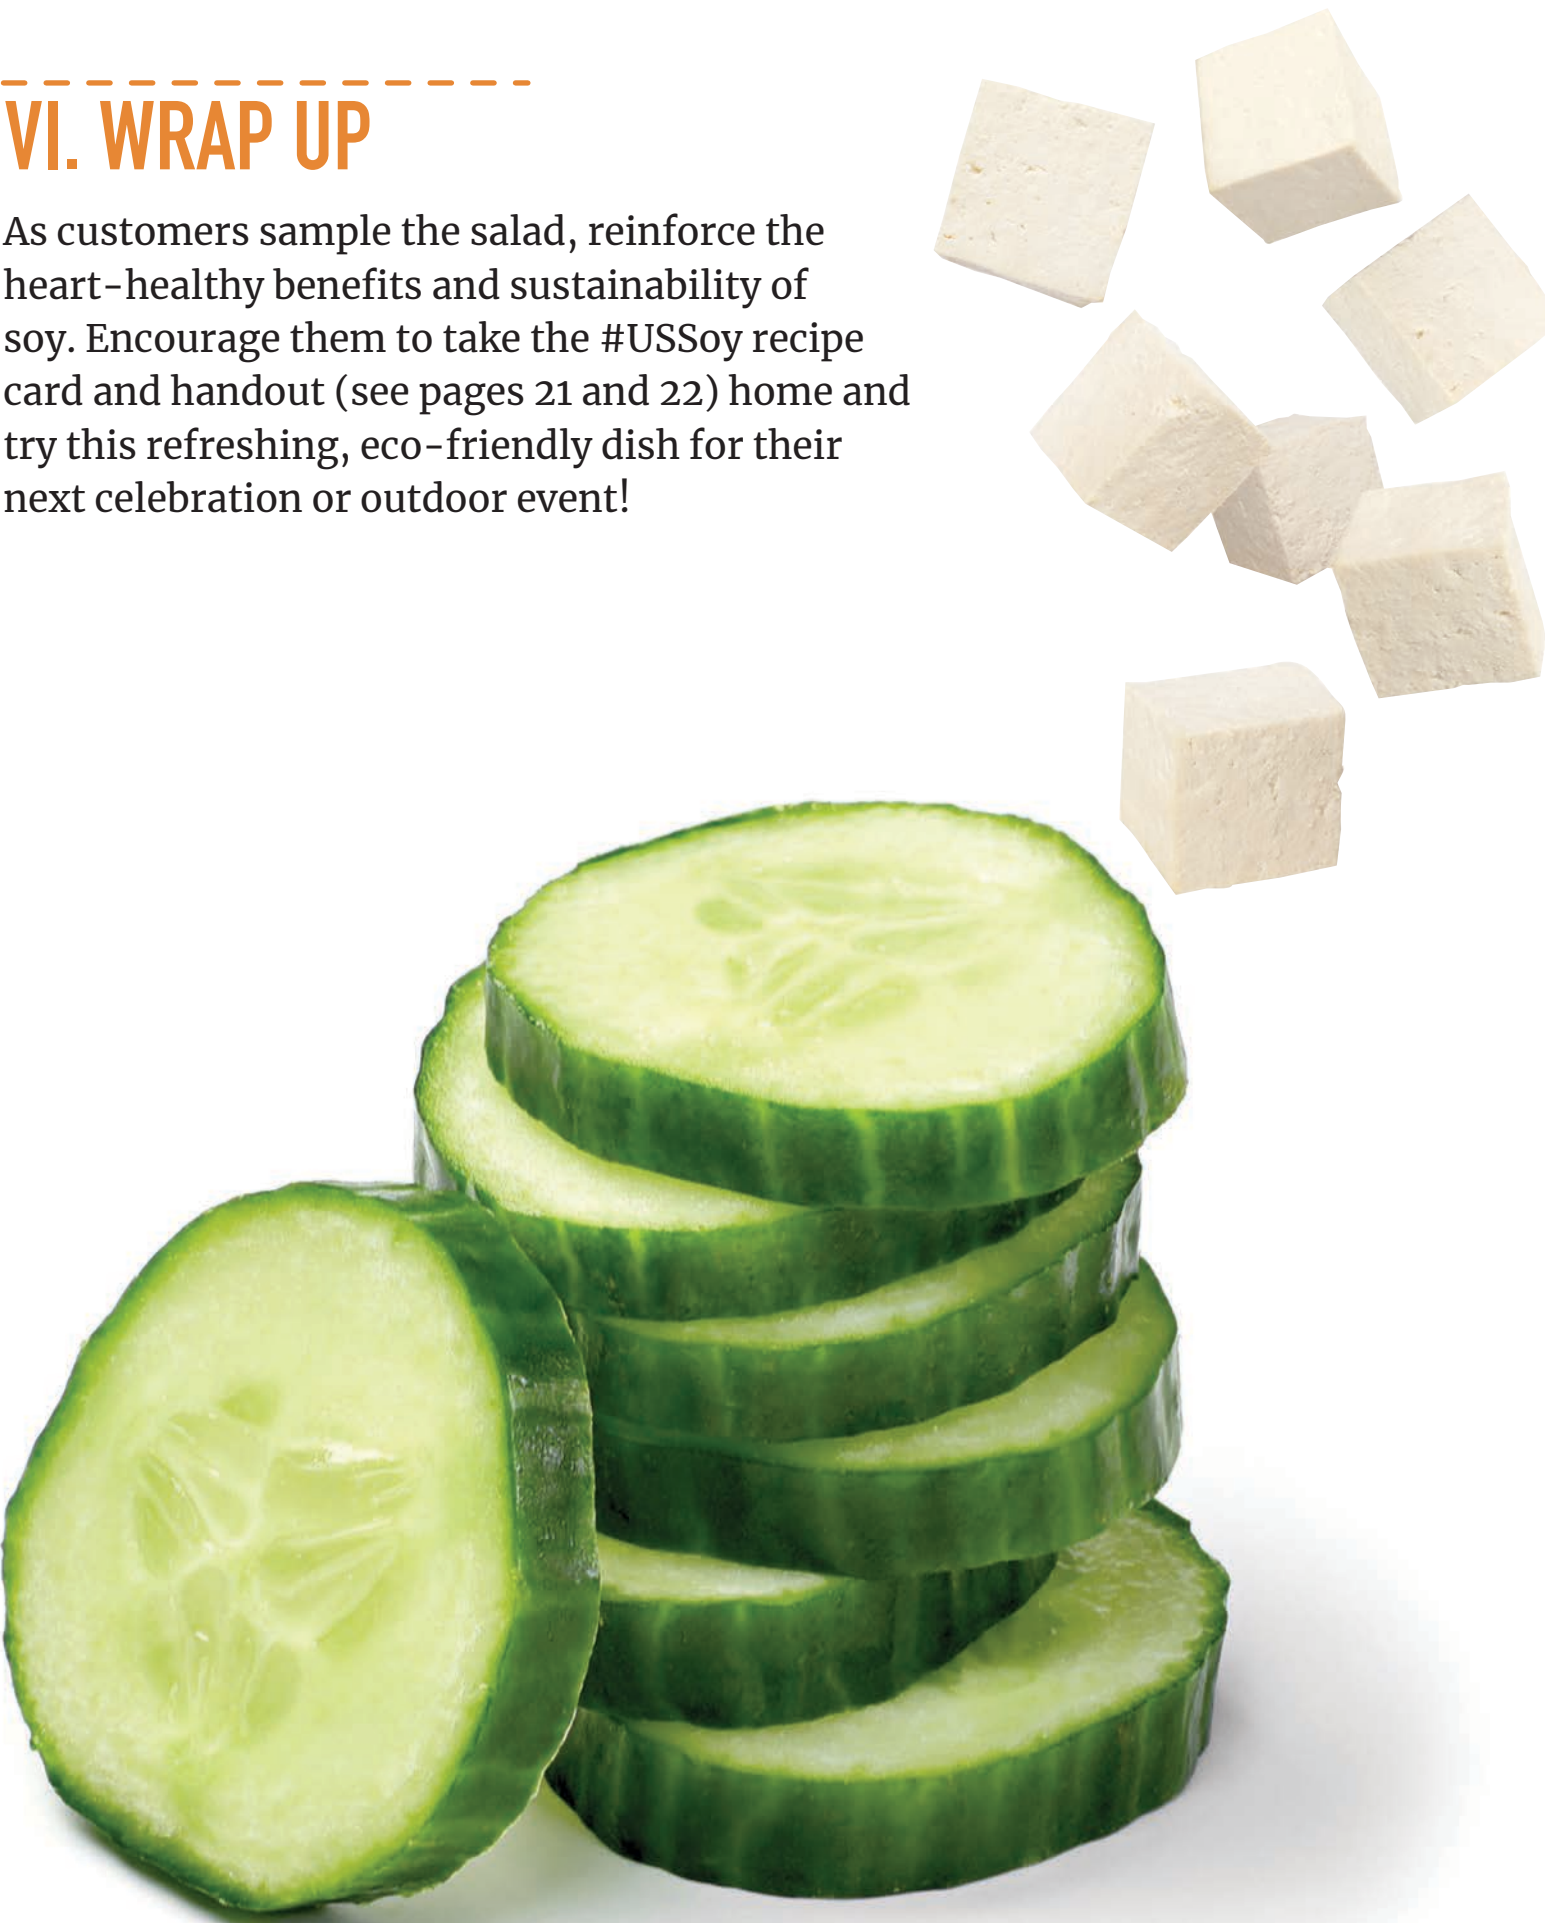 VI. WRAP UP
As customers sample the salad, reinforce the
heart-healthy benefits and sustainability of
soy. Encourage them to take the #USSoy recipe
card and handout (see pages 21 and 22) home and
try this refreshing, eco-friendly dish for their
next celebration or outdoor event!